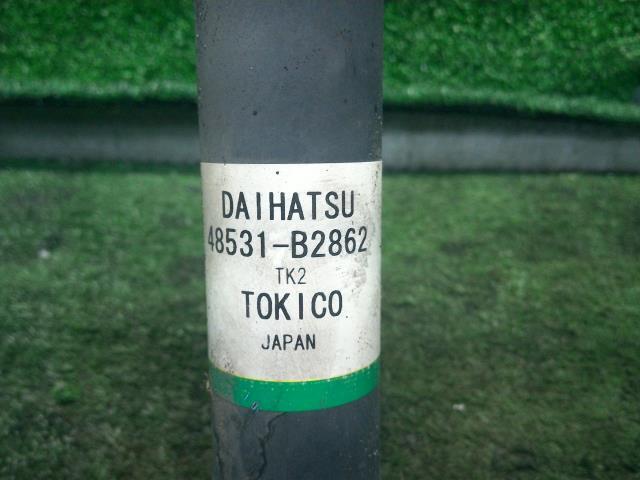 DAIHATSU
48531-B2862
TK2
TOKICO
JAPAN